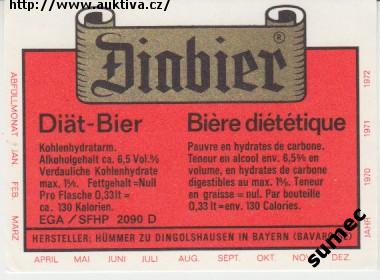 http://www.auktiva.cz/
Diabier®
Diät-Bier
Kohlenhydratarm.
Alkoholgehalt ca. 6,5 Vol.%
Verdauliche Kohlenhydrate
max. 1%. Fettgehalt=Null
Pro Flasche 0,33 lt=
ca. 130 Kalorien.
EGA / SFHP 2090 D
Bière diététique
Pauvre en hydrates de carbone.
Teneur en alcool env. 6,5% en
volume, en hydrates de carbone
digestibles au max. 1%. Teneur
en graisse = nul. Par bouteille
0,33 lt = env. 130 Calories.
HERSTELLER: HÜMMER ZU DINGOLSHAUSEN IN BAYERN (BAVAR
ABFÜLLMONAT JAN. FEB. MÄRZ
APRIL MAI JUNI JULI AUG. SEPT. OKT. NOV. DEZ.
JAHR 1970 1971 1972
sumec